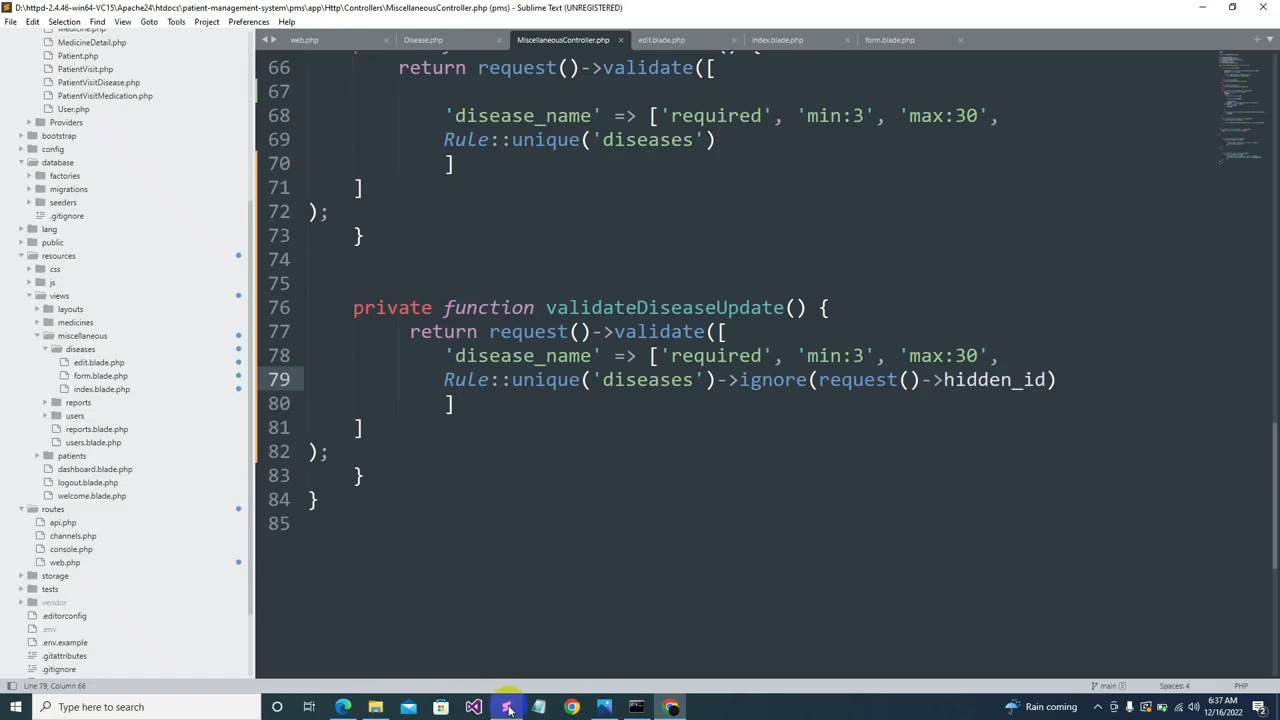 D:\httpd-2.4.46-win64-VC15\Apache24\htdocs\patient-management-system\pms\app\Http\Controllers\MiscellaneousController.php (pms) - Sublime Text (UNREGISTERED)
File Edit Selection Find View Goto Tools Project Preferences Help
web.php Disease.php MiscellaneousController.php edit.blade.php index.blade.php form.blade.php
Medicine.php
MedicineDetail.php
Patient.php
PatientVisit.php
PatientVisitDisease.php
PatientVisitMedication.php
User.php
Providers
bootstrap
config
database
factories
migrations
seeders
.gitignore
lang
public
resources
css
js
views
layouts
medicines
miscellaneous
diseases
edit.blade.php
form.blade.php
index.blade.php
reports
users
reports.blade.php
users.blade.php
patients
dashboard.blade.php
logout.blade.php
welcome.blade.php
routes
api.php
channels.php
console.php
web.php
storage
tests
vendor
.editorconfig
.env
.env.example
.gitattributes
.gitignore
66 return request()->validate([
67
68 'disease_name' => ['required', 'min:3', 'max:30',
69 Rule::unique('diseases')
70 ]
71 ]
72 );
73 }
74
75
76 private function validateDiseaseUpdate() {
77 return request()->validate([
78 'disease_name' => ['required', 'min:3', 'max:30',
79 Rule::unique('diseases')->ignore(request()->hidden_id)
80 ]
81 ]
82 );
83 }
84 }
85
Line 79, Column 66 main Spaces: 4 PHP
Type here to search Rain coming 6:37 AM
12/16/2022